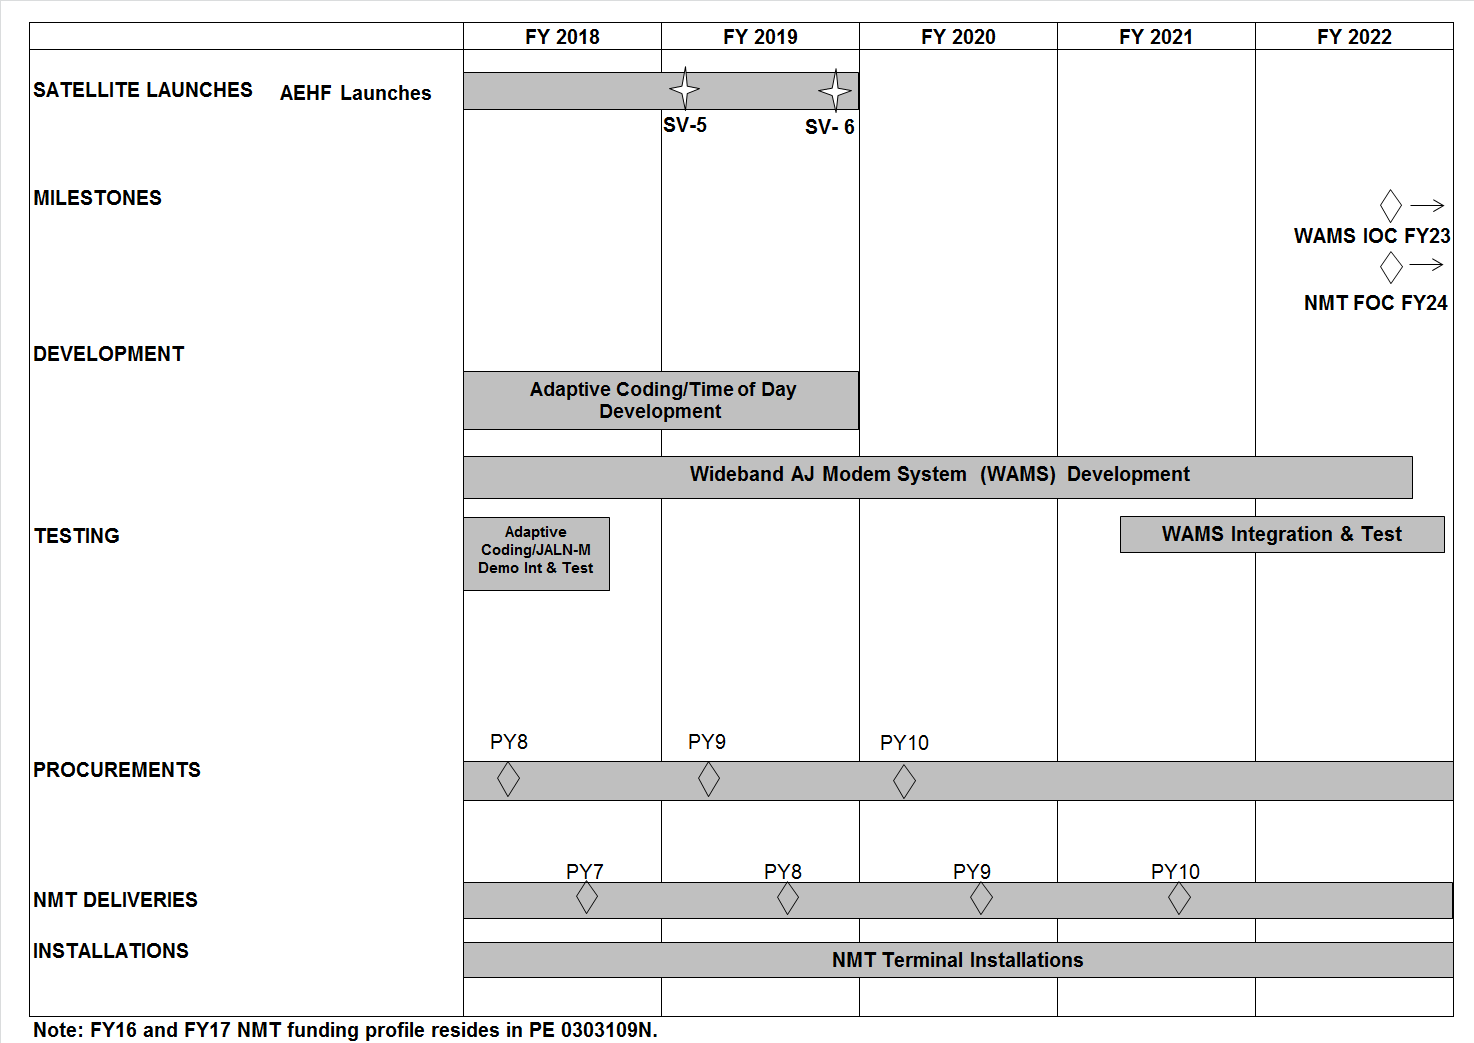 FY 2018 FY 2019 FY 2020 FY 2021 FY 2022
SATELLITE LAUNCHES AEHF Launches
SV-5 SV- 6
MILESTONES
WAMS IOC FY23
NMT FOC FY24
DEVELOPMENT
Adaptive Coding/Time of Day
Development
Wideband AJ Modem System (WAMS) Development
TESTING
Adaptive
Coding/JALN-M
Demo Int & Test
WAMS Integration & Test
PY8 PY9 PY10
PROCUREMENTS
PY7 PY8 PY9 PY10
NMT DELIVERIES
INSTALLATIONS
NMT Terminal Installations
Note: FY16 and FY17 NMT funding profile resides in PE 0303109N.